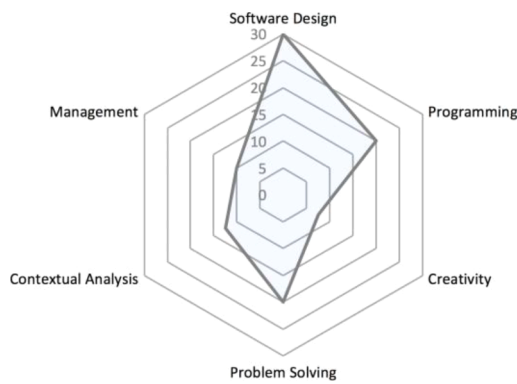 Software Design
30
25
20
15
10
5
0
Management
Programming
Contextual Analysis
Creativity
Problem Solving